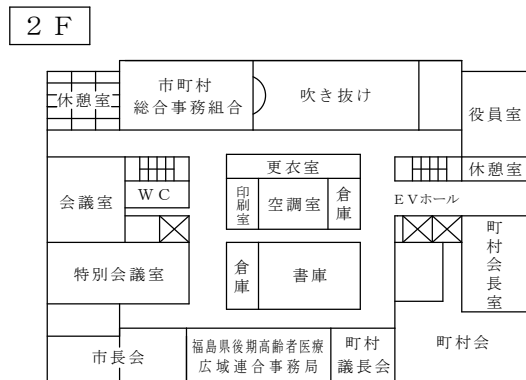 ２Ｆ
休憩室
市町村
総合事務組合
吹き抜け
役員室
会議室
ＷＣ
更衣室
印刷室
空調室
倉庫
休憩室
ＥＶホール
特別会議室
倉庫
書庫
町村会長室
市長会
福島県後期高齢者医療
広域連合事務局
町村
議長会
町村会